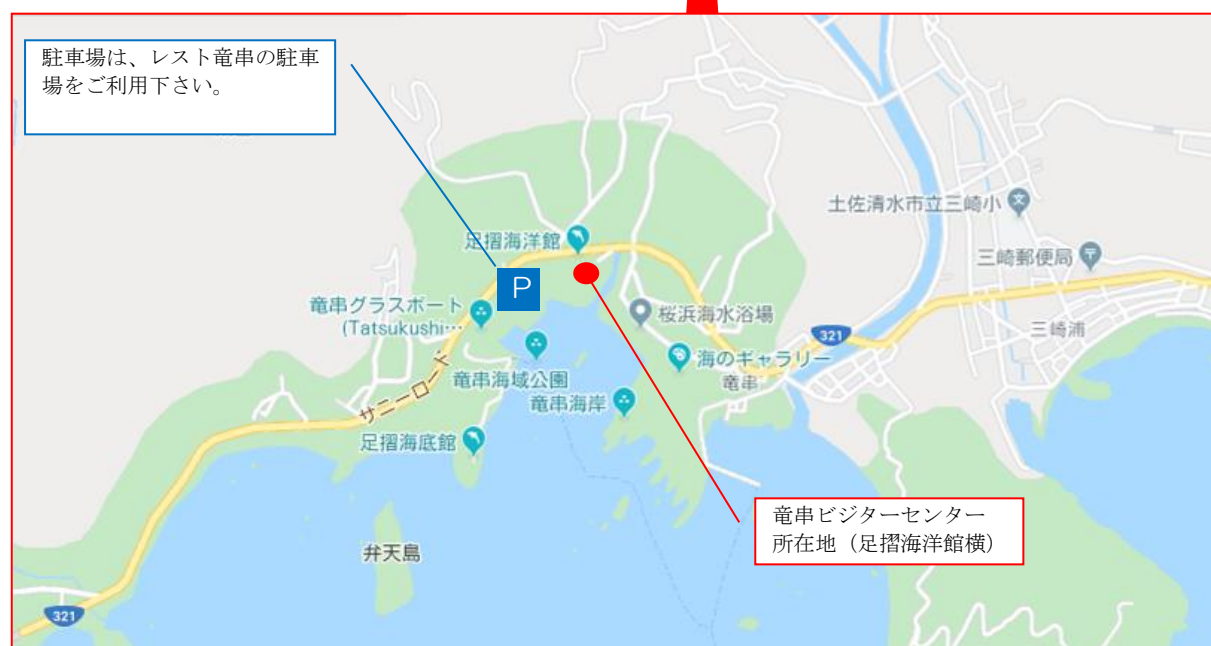 駐車場は、レスト竜串の駐車
場をご利用下さい。
土佐清水市立三崎小
文
足摺海洋館
三崎郵便局
P
竜串グラスボート
(Tatsukushi…
桜浜海水浴場
321
三崎浦
海のギャラリー
竜串
竜串海域公園
竜串海岸
サニーロード
足摺海底館
竜串ビジターセンター
所在地（足摺海洋館横）
弁天島
321